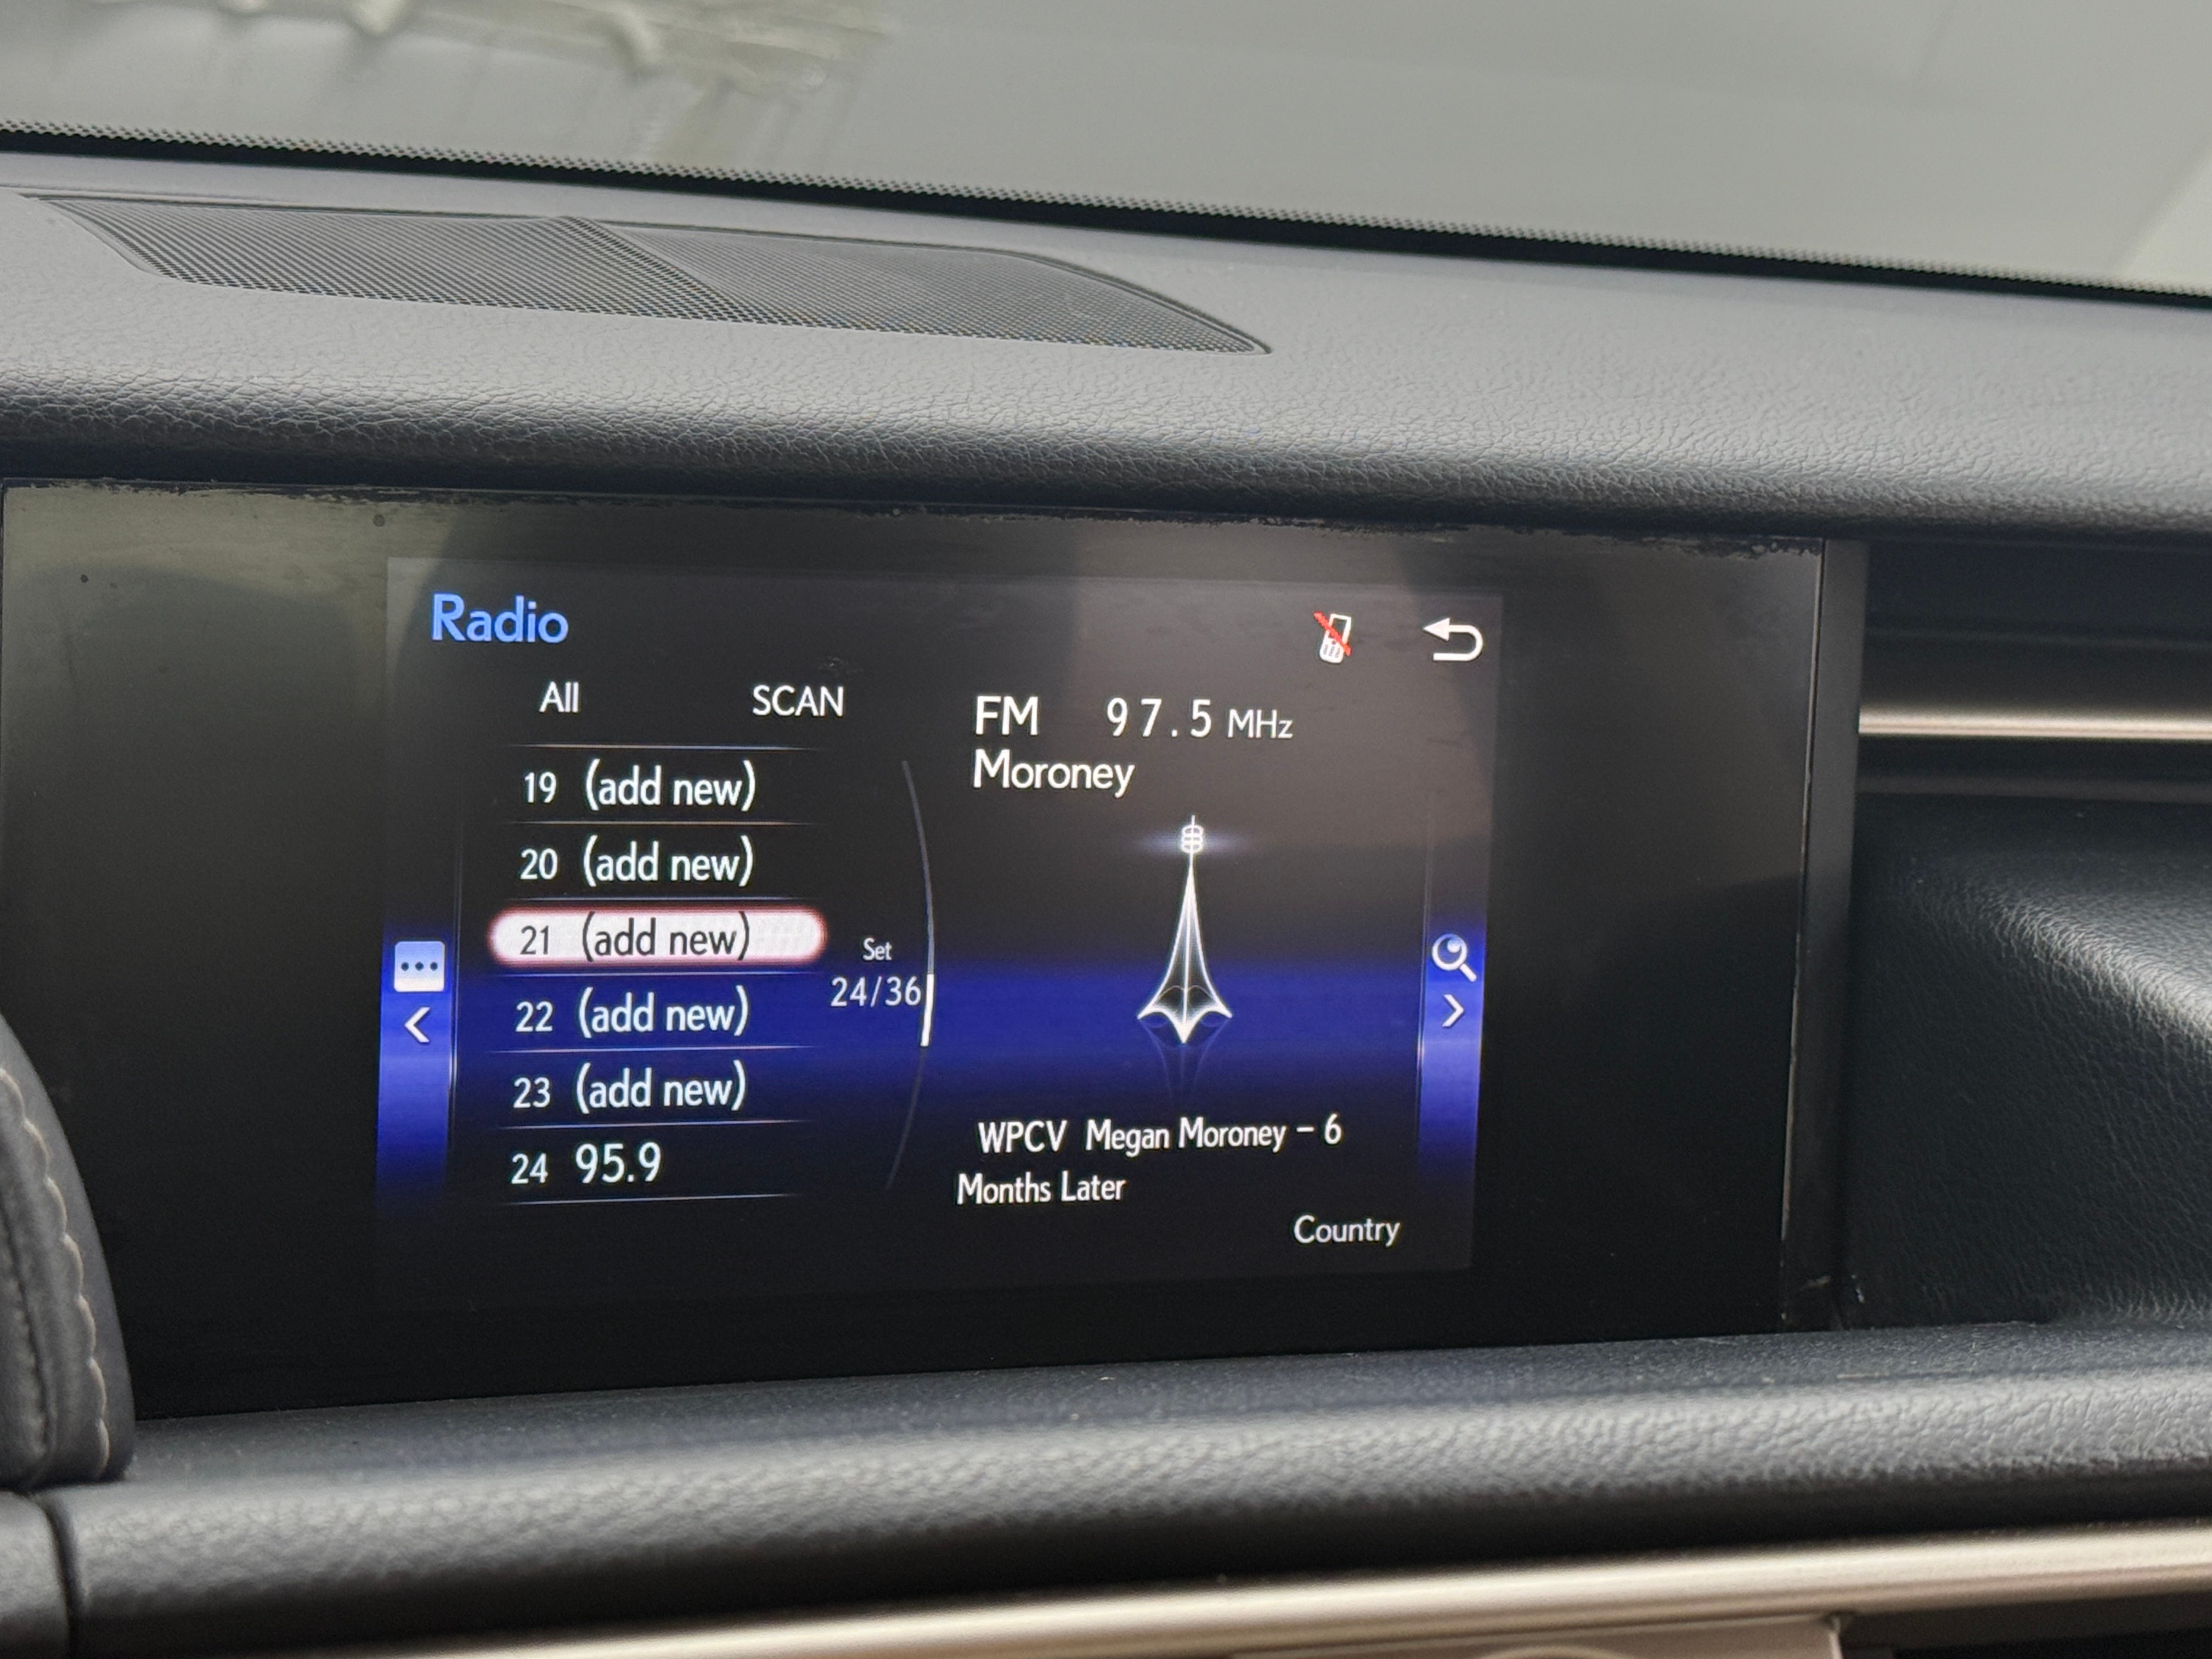 Radio
All SCAN
FM 97.5 MHz
Moroney
19 (add new)
20 (add new)
21 (add new)
22 (add new)
23 (add new)
24 95.9
Set
24/36
WPCV Megan Moroney - 6
Months Later
Country